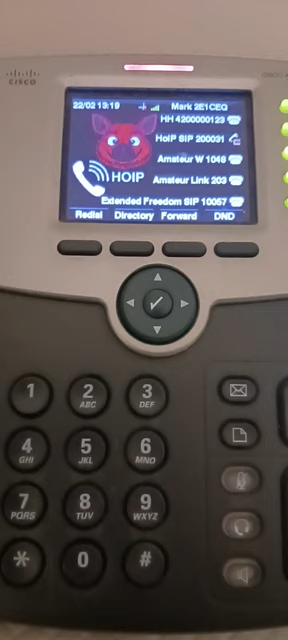 cisco
22/02 13:19 Mark 2E1CEQ
HH 4200000123
HoIP SIP 200031
Amateur W 1048
HOIP
Amateur Link 203
Extended Freedom SIP 10057
Redial Directory Forward DND
1 2 ABC 3 DEF
4 GHI 5 JKL 6 MNO
7 PQRS 8 TUV 9 WXYZ
* 0 #